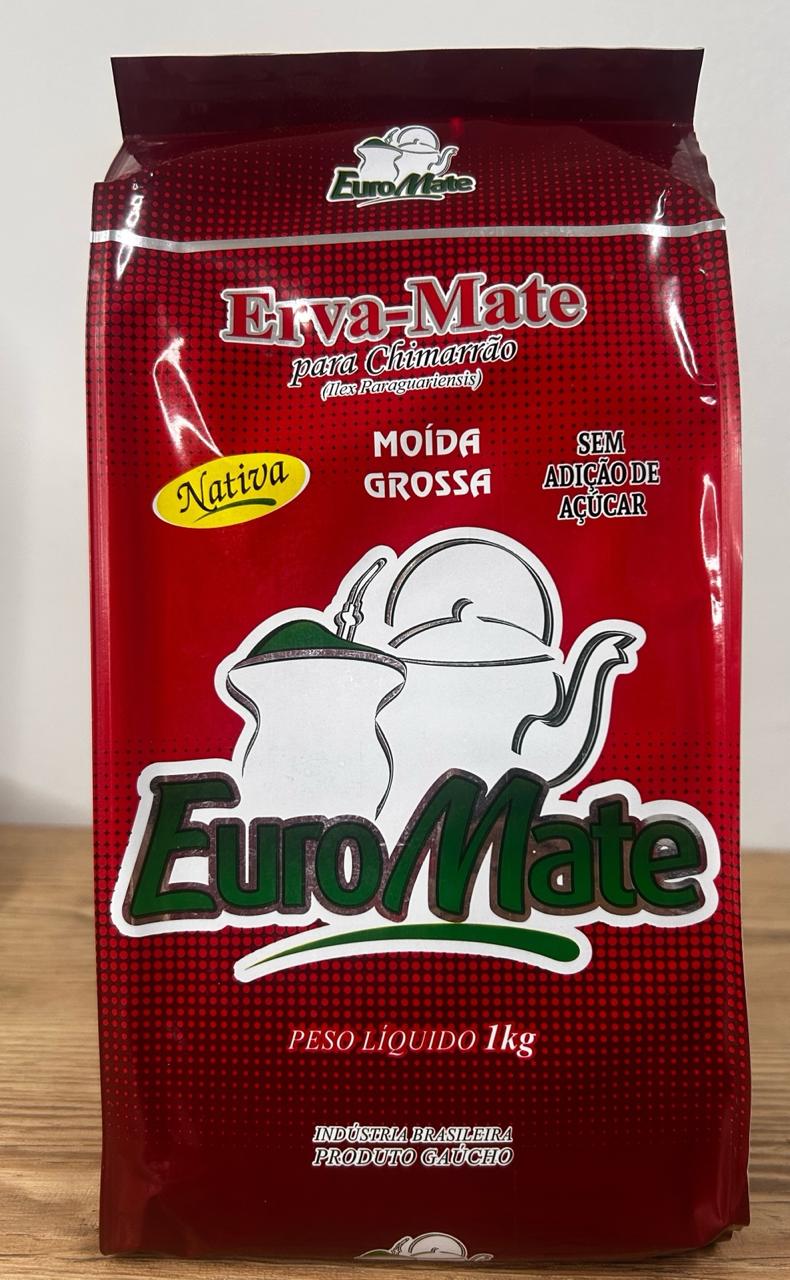 EuroMate
Erva-Mate
para Chimarrão
(Ilex Paraguariensis)
Nativa
MOÍDA
GROSSA
SEM
ADIÇÃO DE
AÇÚCAR
EuroMate
PESO LÍQUIDO 1kg
INDÚSTRIA BRASILEIRA
PRODUTO GAÚCHO